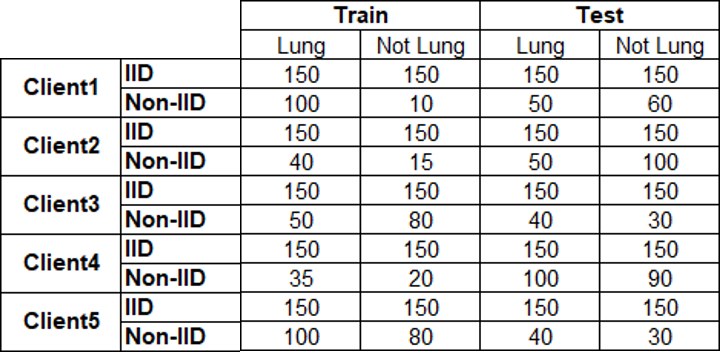 Train Test
Lung Not Lung Lung Not Lung
Client1 IID 150 150 150 150
Non-IID 100 10 50 60
Client2 IID 150 150 150 150
Non-IID 40 15 50 100
Client3 IID 150 150 150 150
Non-IID 50 80 40 30
Client4 IID 150 150 150 150
Non-IID 35 20 100 90
Client5 IID 150 150 150 150
Non-IID 100 80 40 30